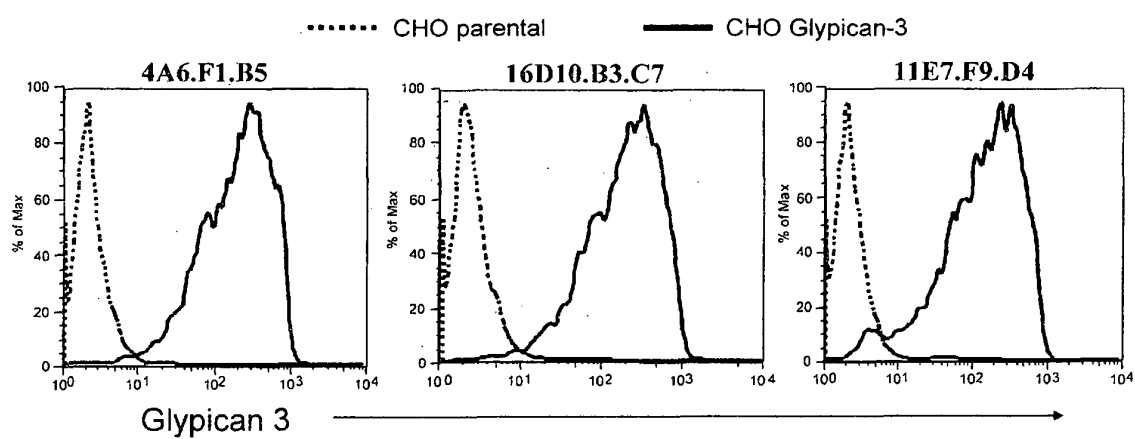 CHO parental CHO Glypican-3
4A6.F1.B5 16D10.B3.C7 11E7.F9.D4
100 100 100
80 80 80
60 60 60
40 40 40
20 20 20
0 0 0
% of Max % of Max % of Max
10⁰ 10¹ 10² 10³ 10⁴ 10⁰ 10¹ 10² 10³ 10⁴ 10⁰ 10¹ 10² 10³ 10⁴
Glypican 3